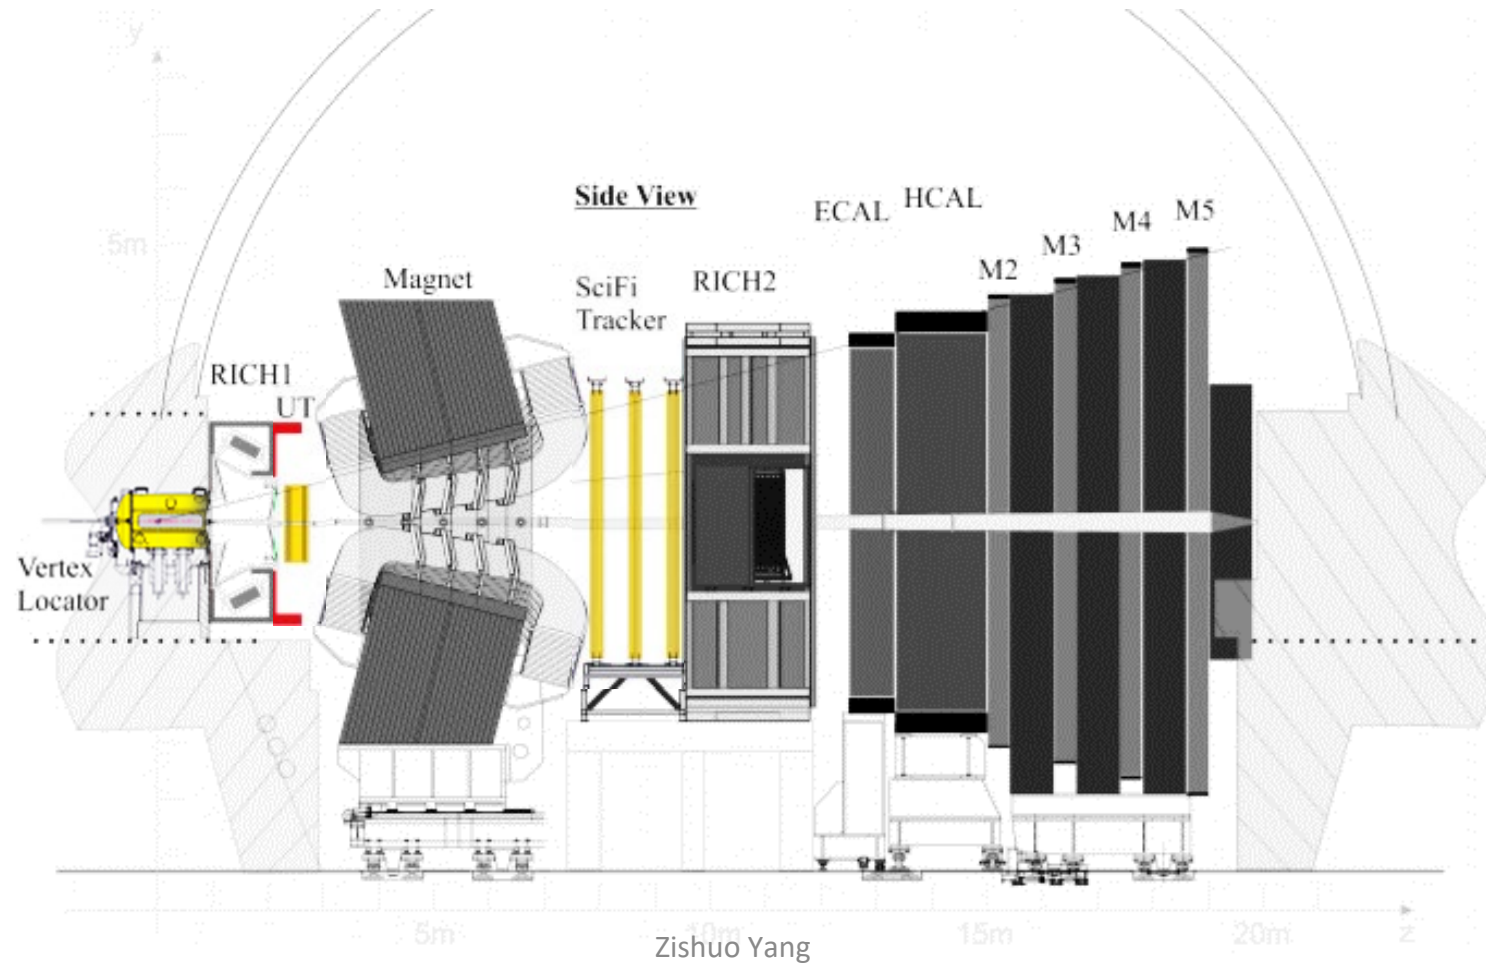 y
5m
Side View
ECAL
HCAL
M5
M4
M3
M2
Magnet
SciFi
Tracker
RICH2
RICH1
UT
Vertex
Locator
5m
10m
15m
20m
z
Zishuo Yang